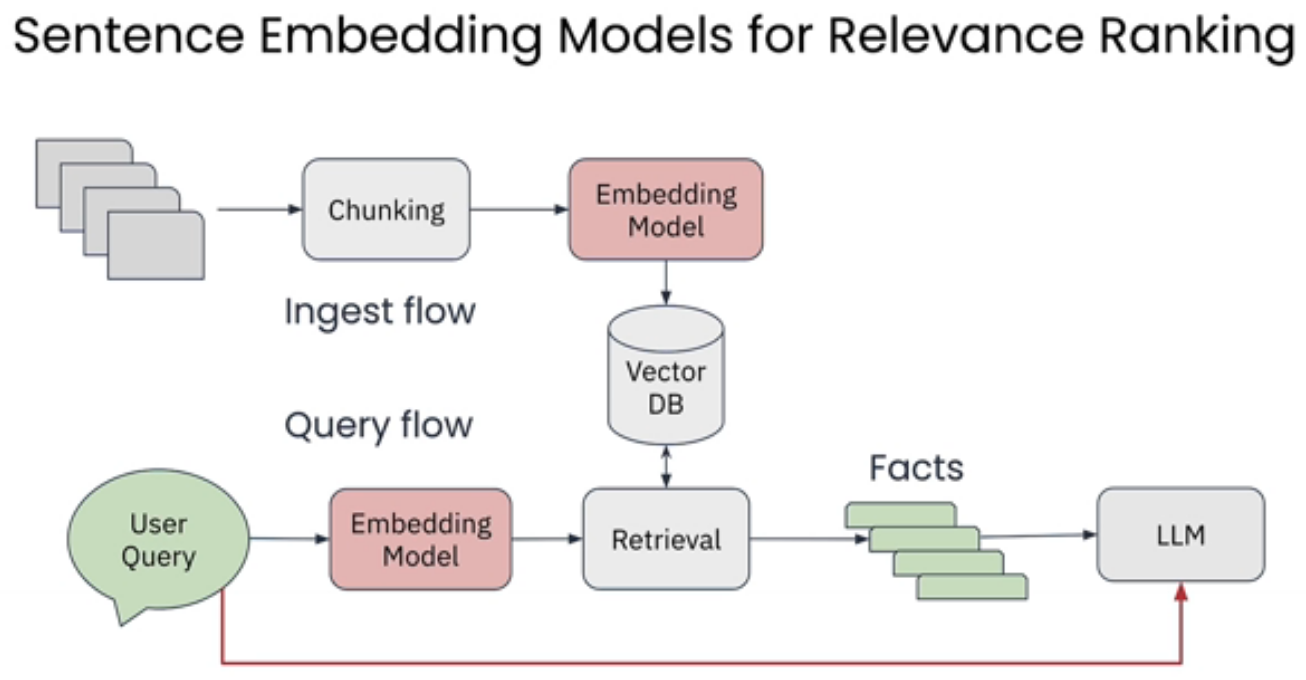 Sentence Embedding Models for Relevance Ranking
Chunking
Embedding
Model
Ingest flow
Vector
DB
Query flow
Facts
User
Query
Embedding
Model
Retrieval
LLM